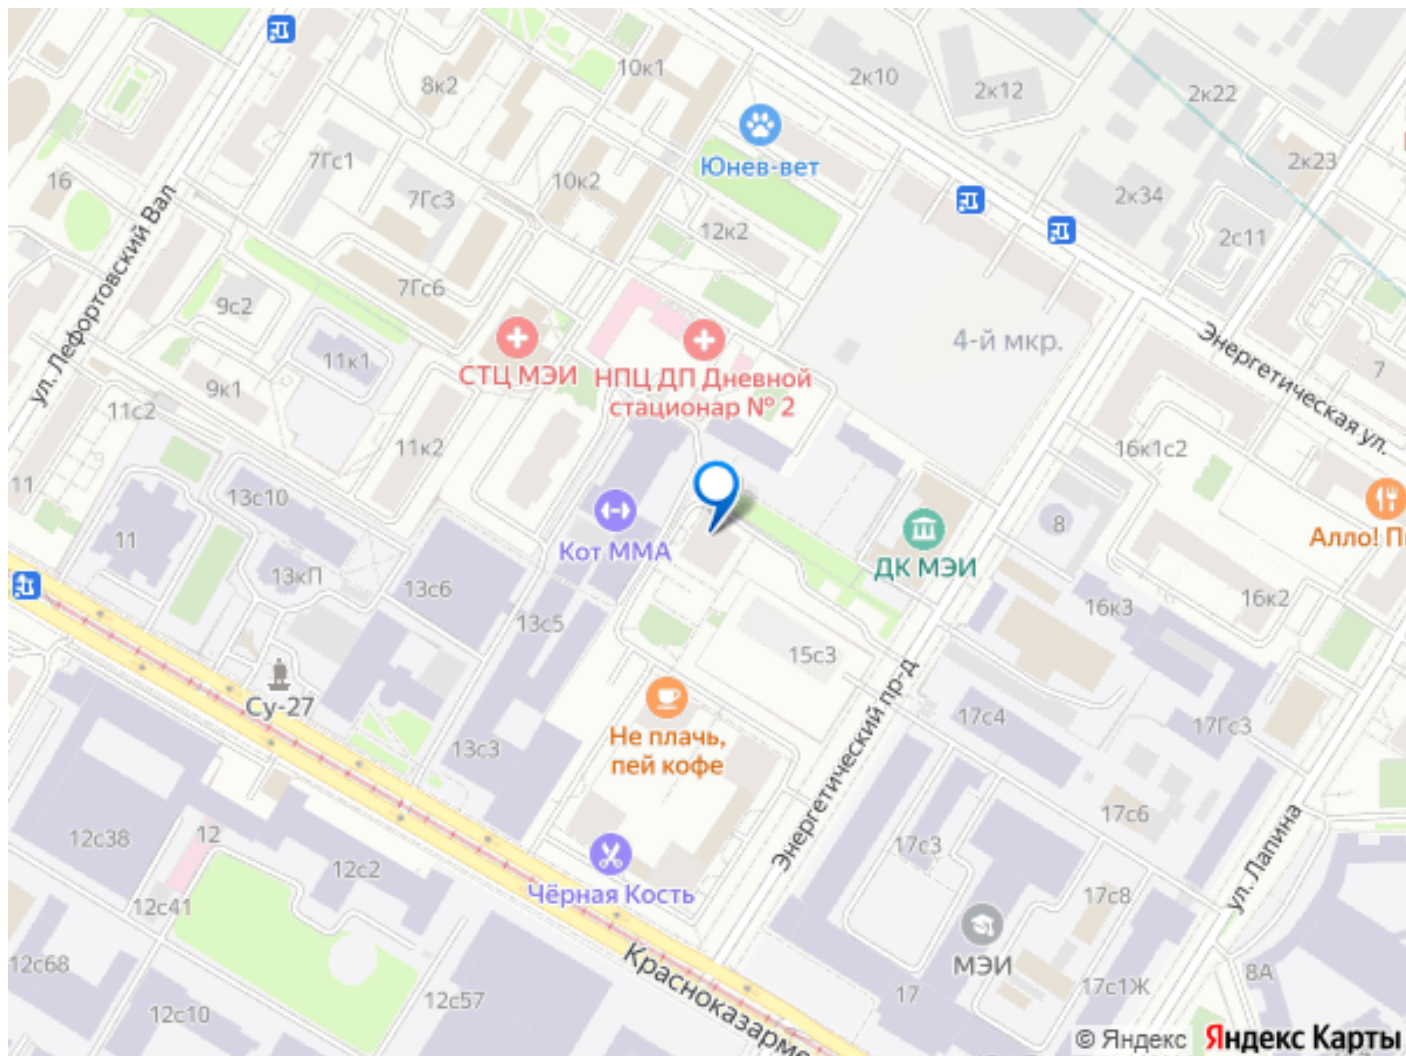 8к2
10к1
2к10
2к12
2к22
Юнев-вет
7Гс1
16
10к2
7Гс3
2к23
2к34
12к2
2с11
ул. Лефортовский Вал
7Гс6
9с2
4-й мкр.
Энергетическая ул.
11к1
СТЦ МЭИ
НПЦ ДП Дневной
стационар № 2
7
9к1
11с2
11к2
16к1с2
11
13с10
Кот ММА
8
Алло! П
11
ДК МЭИ
13кП
13с6
16к3
16к2
13с5
15с3
Су-27
17с4
17Гс3
Не плачь,
пей кофе
13с3
Энергетический пр-д
17с6
12с38
12
12с2
17с3
ул. Лапина
Чёрная Кость
17с8
12с41
МЭИ
12с68
Красноказарме
8А
12с57
17
17с1Ж
12с10
© Яндекс Яндекс Карты